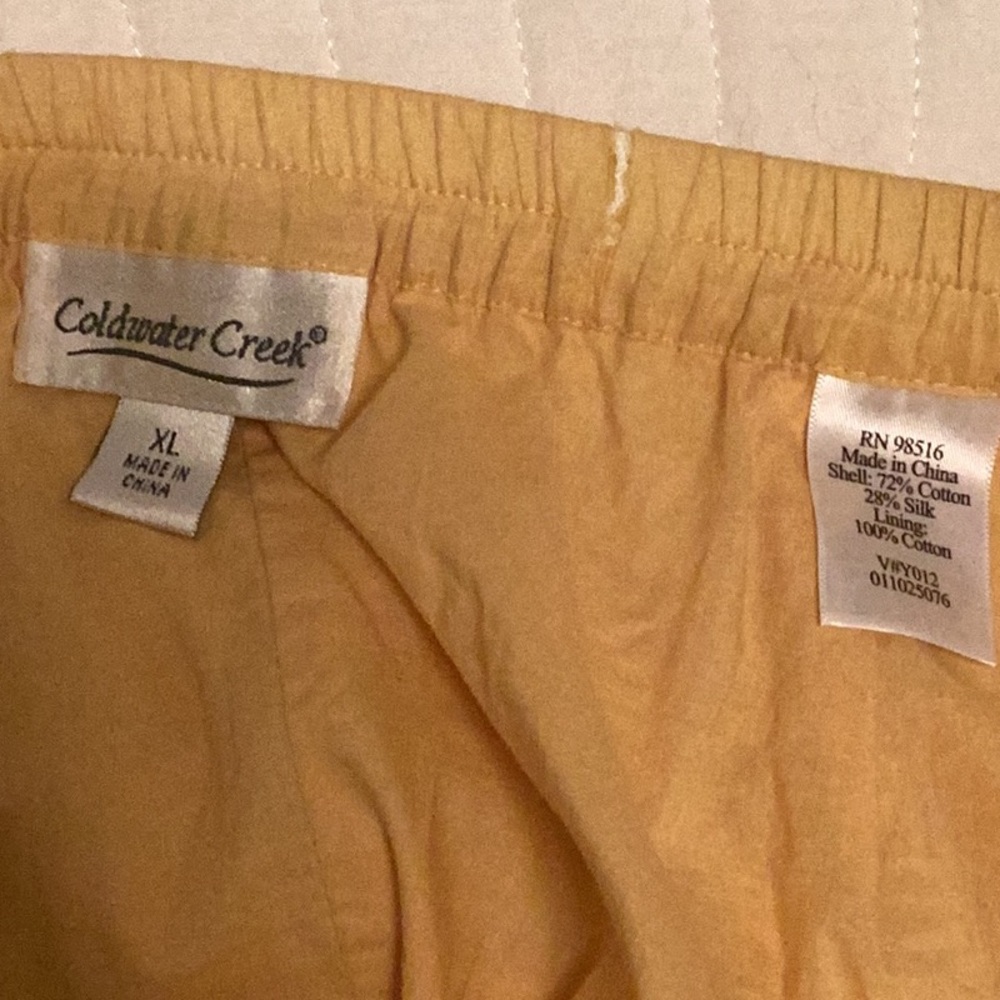 Coldwater Creek®
XL
MADE IN
CHINA
RN 98516
Made in China
Shell: 72% Cotton
28% Silk
Lining:
100% Cotton
V#Y012
011025076